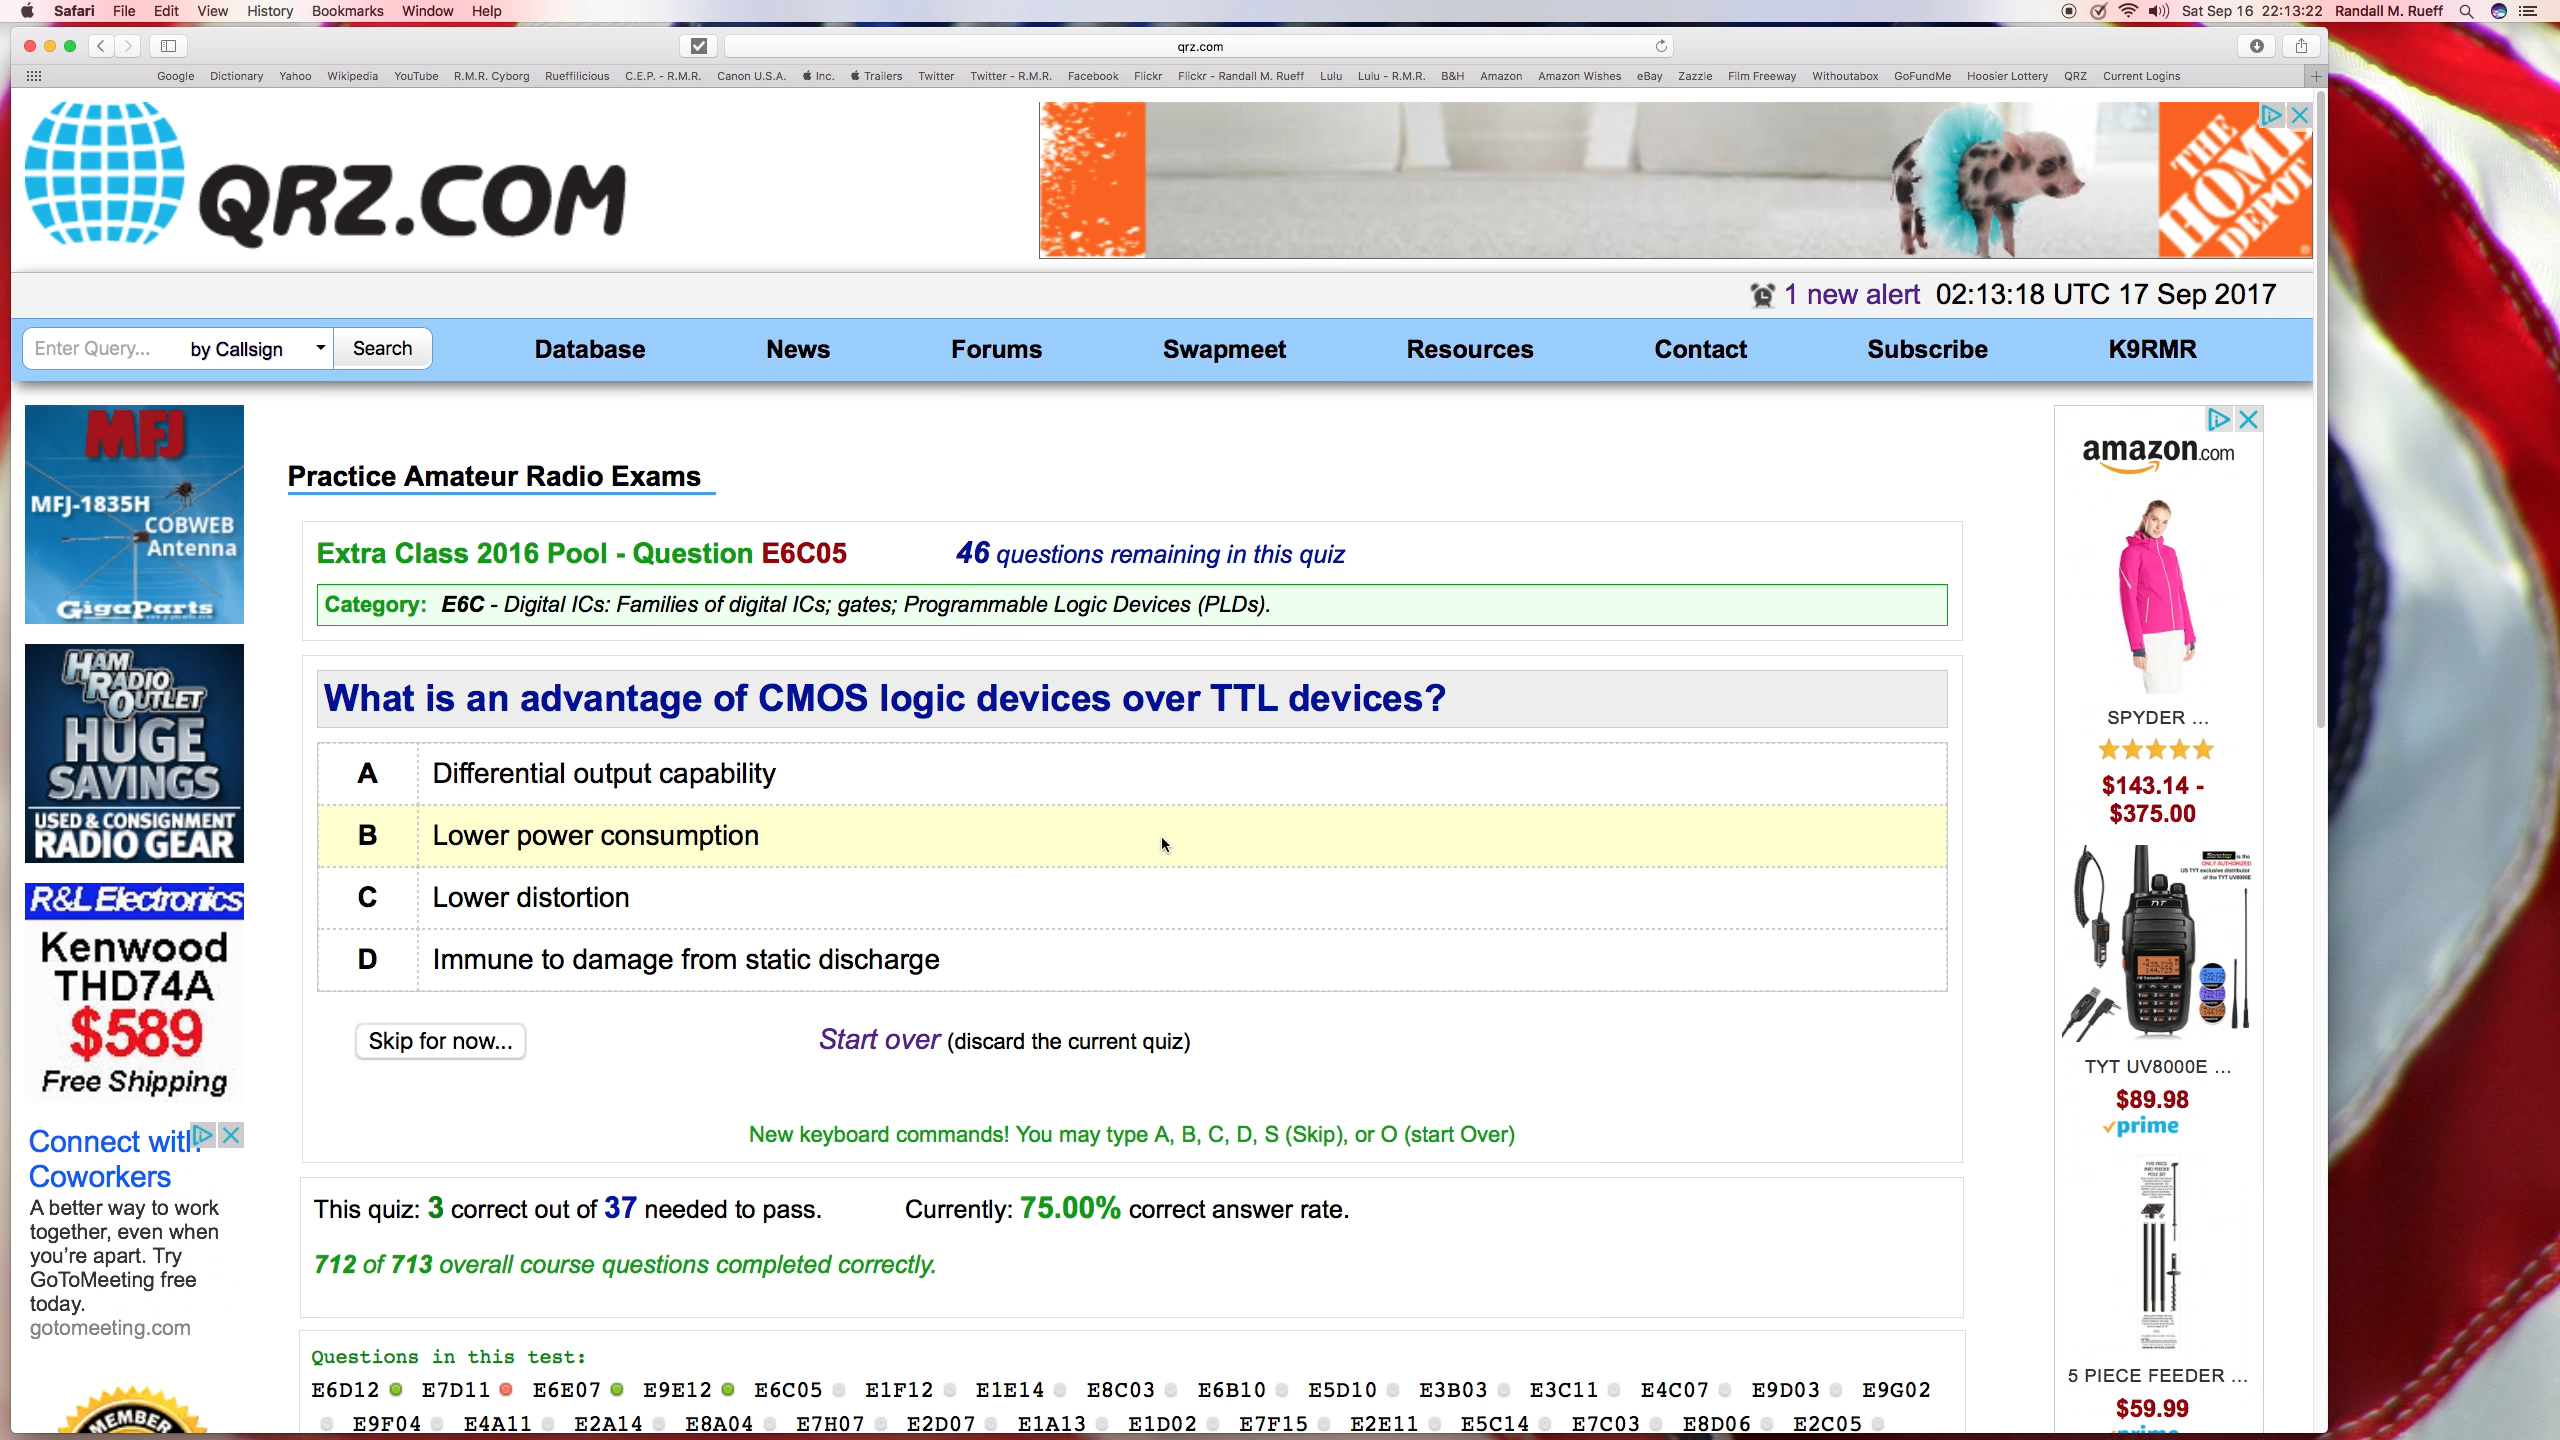 Safari File Edit View History Bookmarks Window Help
Sat Sep 16 22:13:22 Randall M. Rueff
qrz.com
Google Dictionary Yahoo Wikipedia YouTube R.M.R. Cyborg Rueffilicious C.E.P. - R.M.R. Canon U.S.A. Inc. Trailers Twitter Twitter - R.M.R. Facebook Flickr Flickr - Randall M. Rueff Lulu Lulu - R.M.R. B&H Amazon Amazon Wishes eBay Zazzle Film Freeway Withoutabox GoFundMe Hoosier Lottery QRZ Current Logins
QRZ.COM
THE HOME DEPOT
1 new alert 02:13:18 UTC 17 Sep 2017
Enter Query... by Callsign Search Database News Forums Swapmeet Resources Contact Subscribe K9RMR
MFJ
MFJ-1835H
COBWEB
Antenna
GigaParts
HAM
RADIO
OUTLET
HUGE
SAVINGS
USED & CONSIGNMENT
RADIO GEAR
R&L Electronics
Kenwood
THD74A
$589
Free Shipping
Connect with
Coworkers
A better way to work
together, even when
you're apart. Try
GoToMeeting free
today.
gotomeeting.com
MEMBER
Practice Amateur Radio Exams
Extra Class 2016 Pool - Question E6C05 46 questions remaining in this quiz
Category: E6C - Digital ICs: Families of digital ICs; gates; Programmable Logic Devices (PLDs).
What is an advantage of CMOS logic devices over TTL devices?
A Differential output capability
B Lower power consumption
C Lower distortion
D Immune to damage from static discharge
Skip for now... Start over (discard the current quiz)
New keyboard commands! You may type A, B, C, D, S (Skip), or O (start Over)
This quiz: 3 correct out of 37 needed to pass. Currently: 75.00% correct answer rate.
712 of 713 overall course questions completed correctly.
Questions in this test:
E6D12 E7D11 E6E07 E9E12 E6C05 E1F12 E1E14 E8C03 E6B10 E5D10 E3B03 E3C11 E4C07 E9D03 E9G02
E9F04 E4A11 E2A14 E8A04 E7H07 E2D07 E1A13 E1D02 E7F15 E2E11 E5C14 E7C03 E8D06 E2C05
amazon.com
SPYDER ...
$143.14 -
$375.00
is the
ONLY AUTHORIZED
US TYT exclusive distributor
of the TYT UV8000E
TYT
TYT UV8000E ...
$89.98
prime
5 PIECE FEEDER ...
$59.99